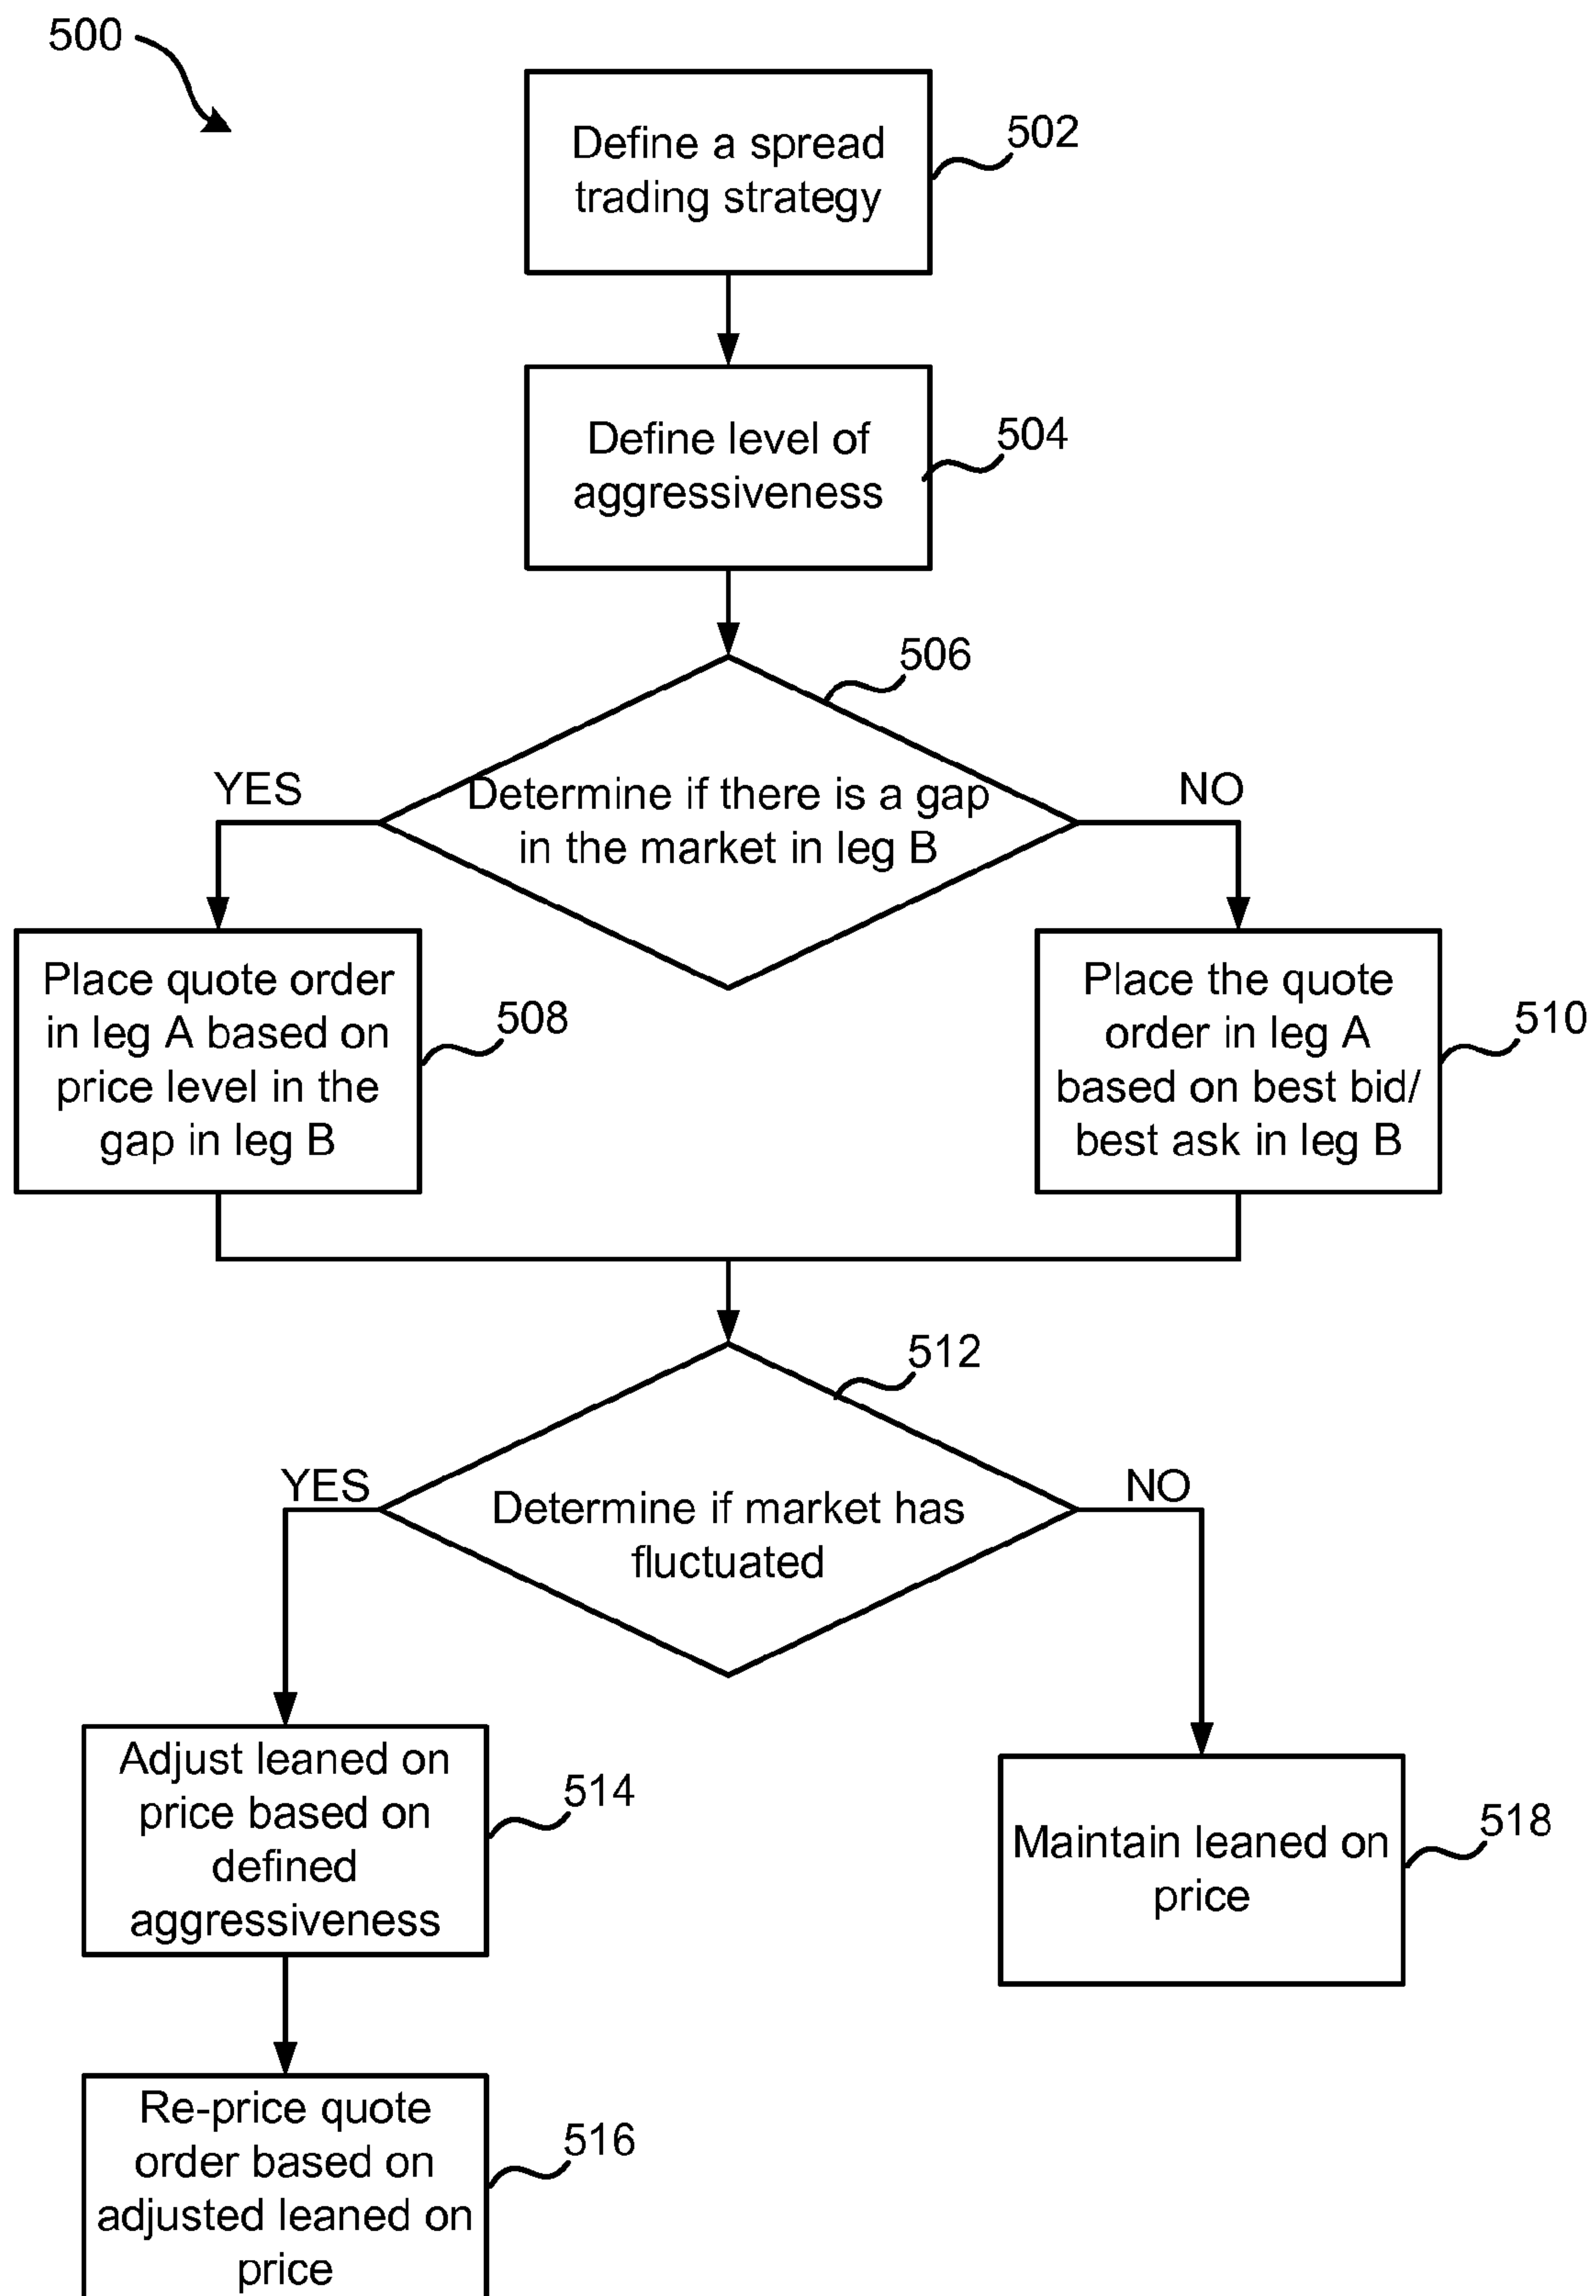 500
Define a spread
trading strategy
502
Define level of
aggressiveness
504
506
YES
NO
Determine if there is a gap
in the market in leg B
Place quote order
in leg A based on
price level in the
gap in leg B
508
Place the quote
order in leg A
based on best bid/
best ask in leg B
510
512
YES
NO
Determine if market has
fluctuated
Adjust leaned on
price based on
defined
aggressiveness
514
Maintain leaned on
price
518
Re-price quote
order based on
adjusted leaned on
price
516